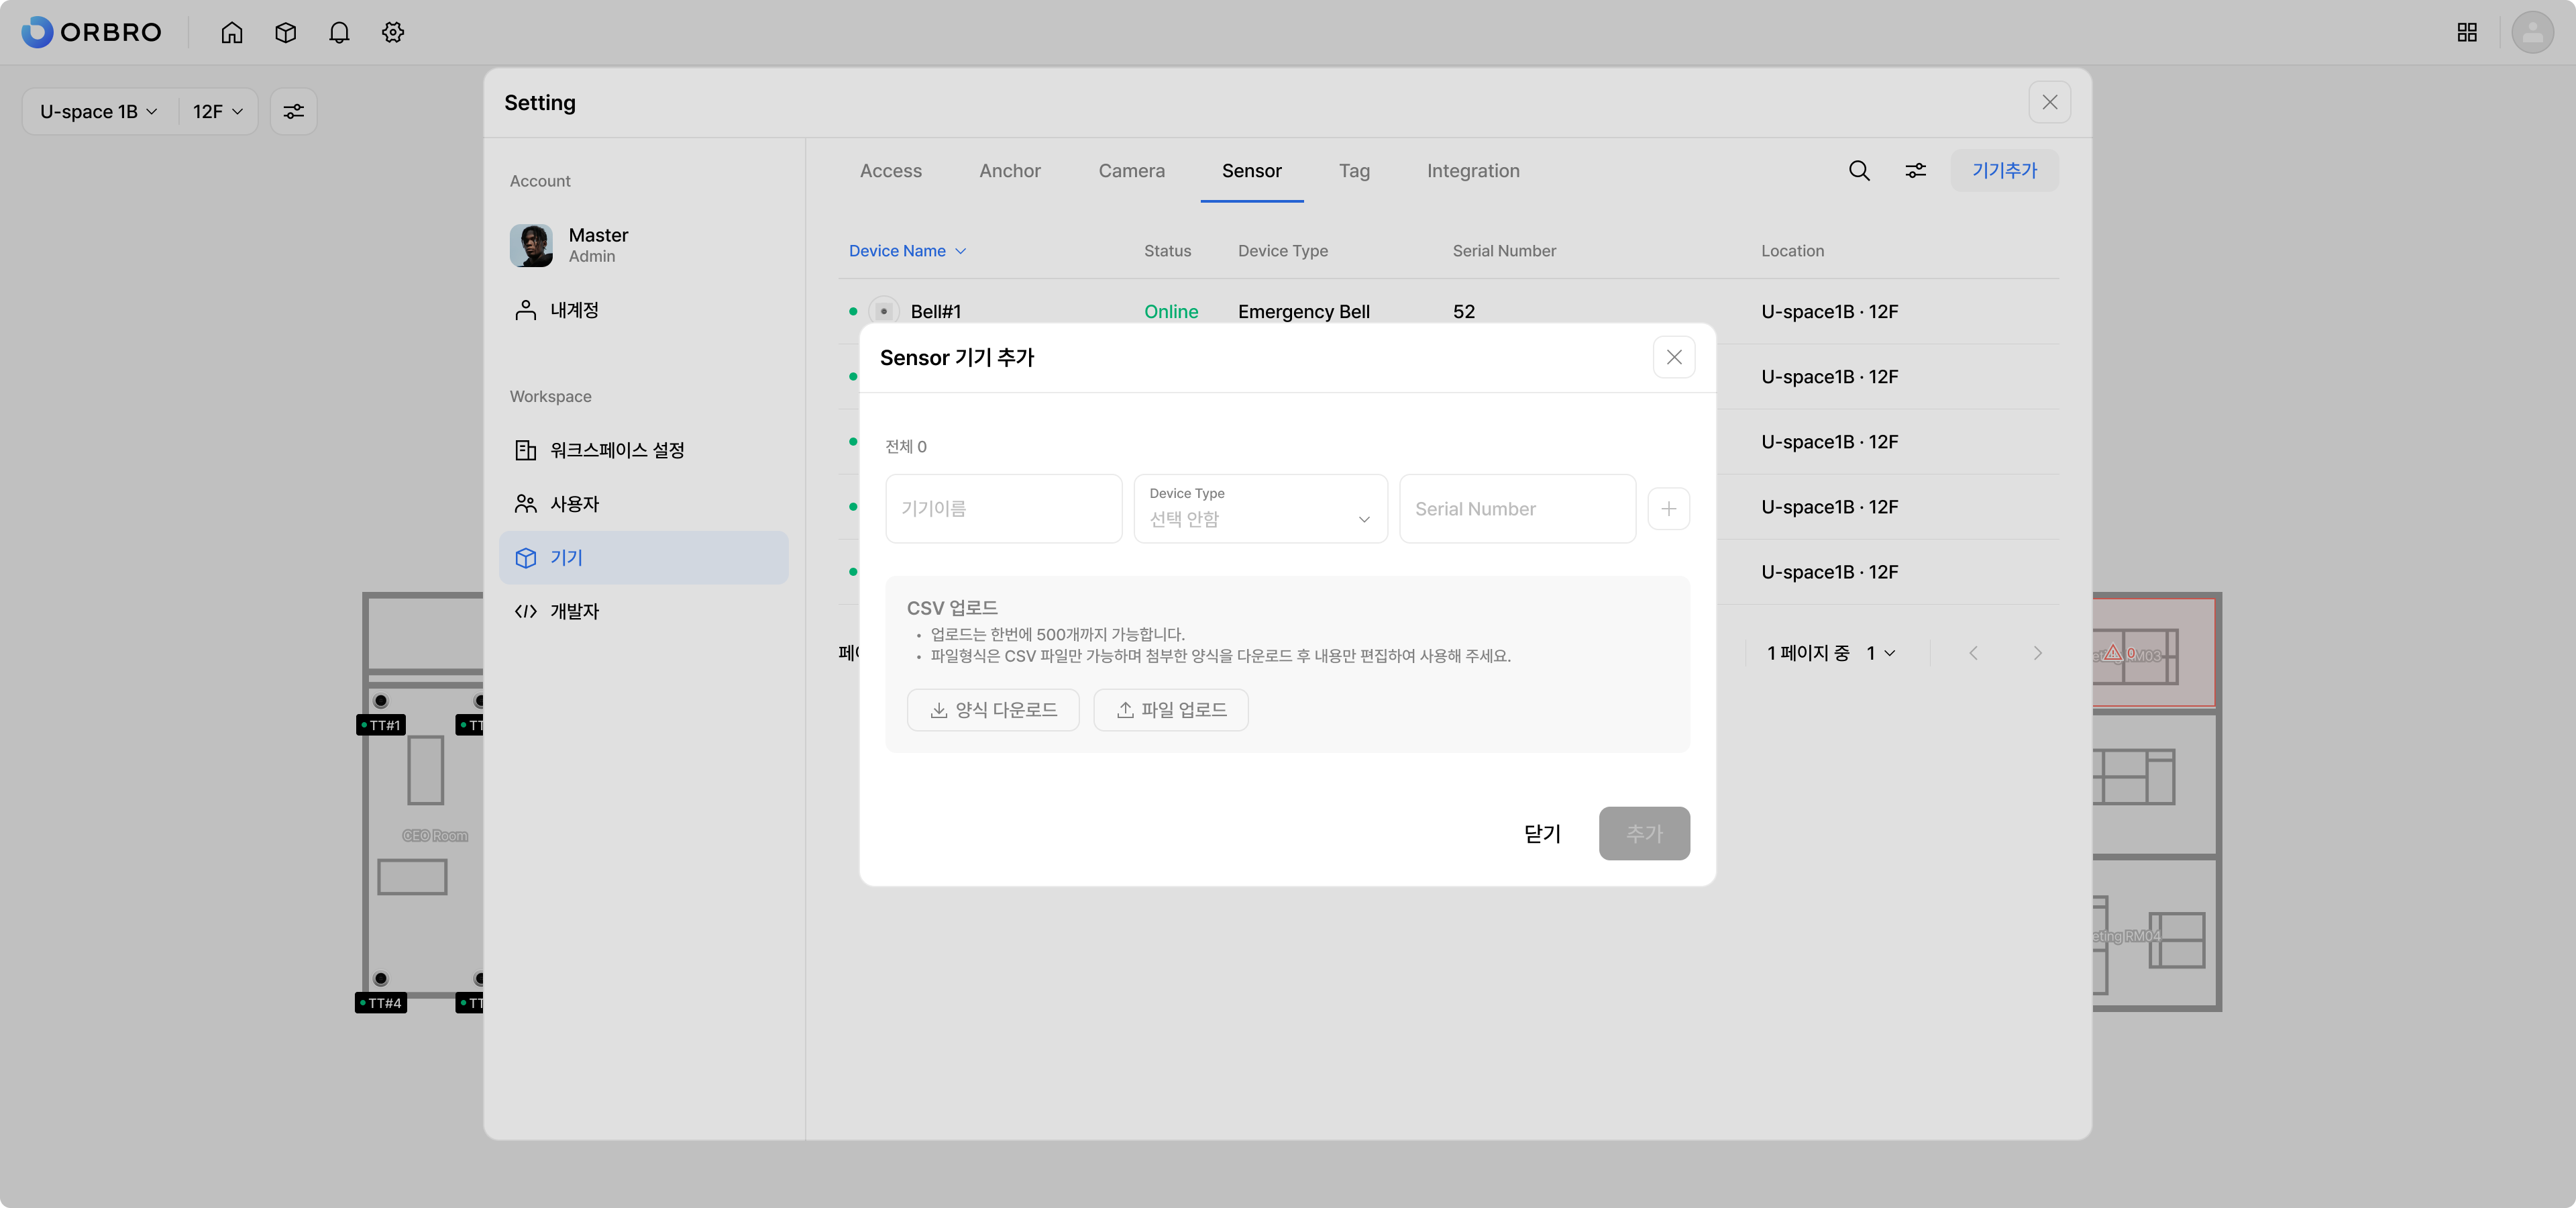 ORBRO
U-space 1B 12F
Setting
Account
Master
Admin
내계정
Workspace
워크스페이스 설정
사용자
기기
개발자
Access Anchor Camera Sensor Tag Integration 기기추가
Device Name Status Device Type Serial Number Location
Bell#1 Online Emergency Bell 52 U-space1B · 12F
U-space1B · 12F
U-space1B · 12F
U-space1B · 12F
U-space1B · 12F
1 페이지 중 1
Sensor 기기 추가
전체 0
기기이름
Device Type
선택 안함
Serial Number
CSV 업로드
• 업로드는 한번에 500개까지 가능합니다.
• 파일형식은 CSV 파일만 가능하며 첨부한 양식을 다운로드 후 내용만 편집하여 사용해 주세요.
양식 다운로드 파일 업로드
닫기 추가
TT#1 TT
CEO Room
TT#4 TT
0
RM03
eting RM04